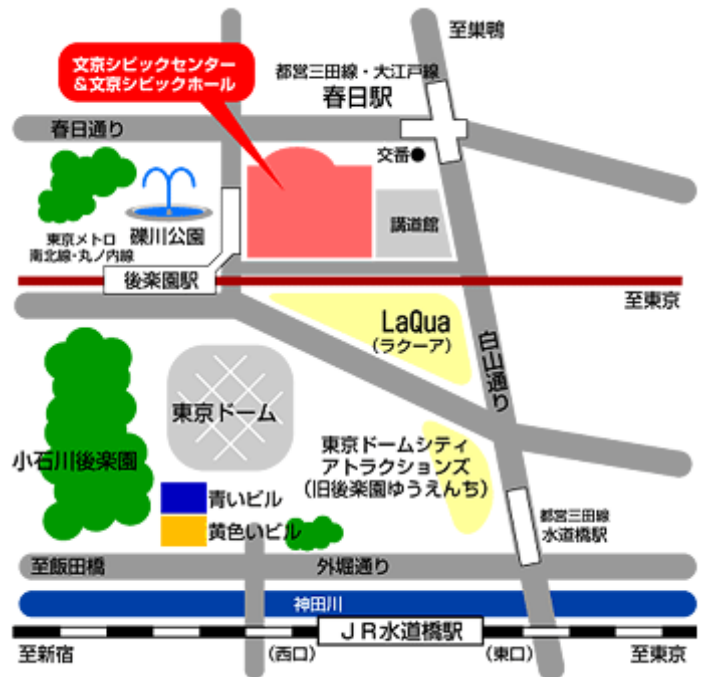 至巣鴨
文京シビックセンター
＆文京シビックホール
都営三田線・大江戸線
春日駅
春日通り
交番●
講道館
礫川公園
東京メトロ
南北線・丸ノ内線
後楽園駅
至東京
LaQua
(ラクーア)
白山通り
東京ドーム
小石川後楽園
東京ドームシティ
アトラクションズ
(旧後楽園ゆうえんち)
青いビル
黄色いビル
都営三田線
水道橋駅
至飯田橋
外堀通り
神田川
ＪＲ水道橋駅
至新宿
(西口)
(東口)
至東京